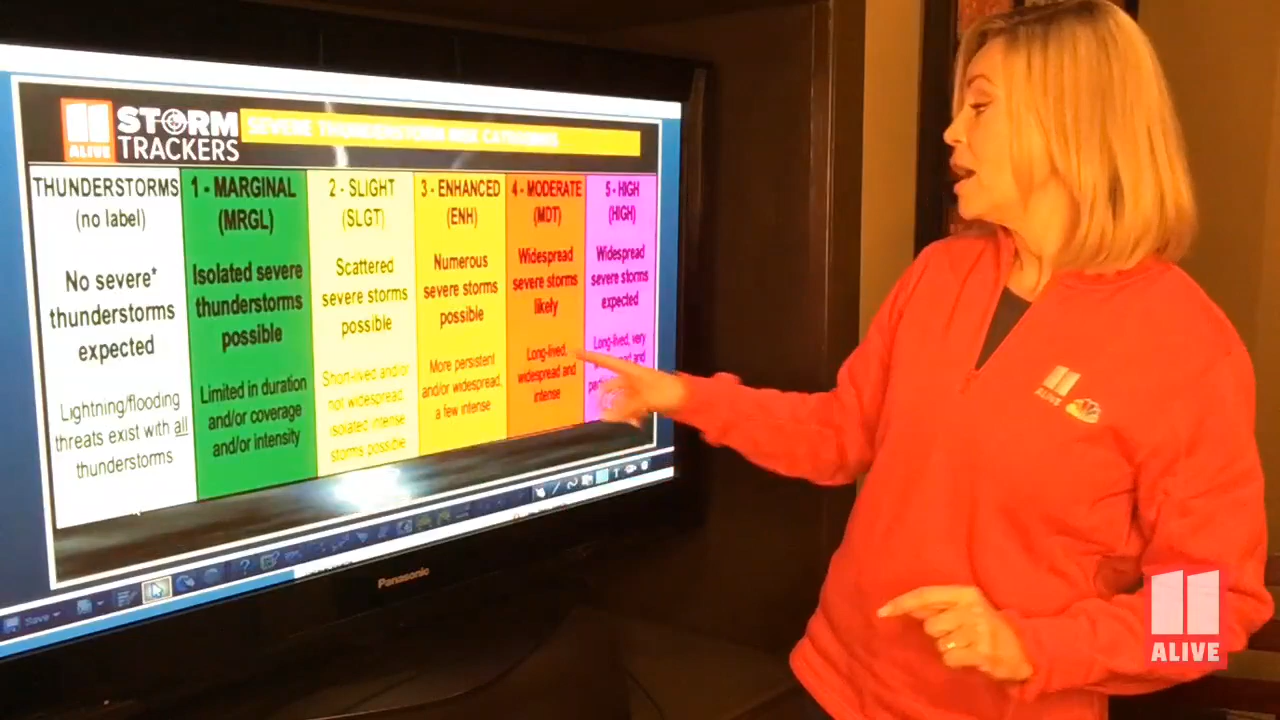 11
ALIVE
STORM
TRACKERS
SEVERE THUNDERSTORM RISK CATEGORIES
THUNDERSTORMS
(no label)
No severe*
thunderstorms
expected
Lightning/flooding
threats exist with all
thunderstorms
1 - MARGINAL
(MRGL)
Isolated severe
thunderstorms
possible
Limited in duration
and/or coverage
and/or intensity
2 - SLIGHT
(SLGT)
Scattered
severe storms
possible
Short-lived and/or
not widespread,
isolated intense
storms possible
3 - ENHANCED
(ENH)
Numerous
severe storms
possible
More persistent
and/or widespread,
a few intense
4 - MODERATE
(MDT)
Widespread
severe storms
likely
Long-lived,
widespread and
intense
5 - HIGH
(HIGH)
Widespread
severe storms
expected
Long-lived, very
and
Save
Panasonic
11
ALIVE
11
ALIVE